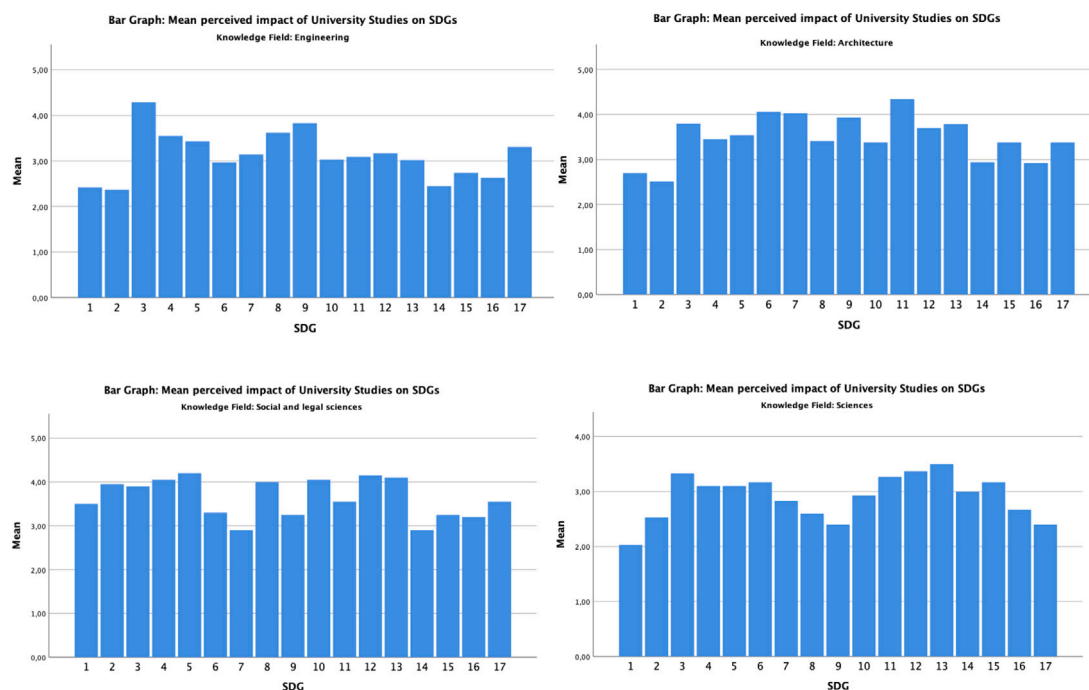 Bar Graph: Mean perceived impact of University Studies on SDGs
Knowledge Field: Engineering
Mean
5,00
4,00
3,00
2,00
1,00
0,00
1 2 3 4 5 6 7 8 9 10 11 12 13 14 15 16 17
SDG
Bar Graph: Mean perceived impact of University Studies on SDGs
Knowledge Field: Architecture
Mean
5,00
4,00
3,00
2,00
1,00
0,00
1 2 3 4 5 6 7 8 9 10 11 12 13 14 15 16 17
SDG
Bar Graph: Mean perceived impact of University Studies on SDGs
Knowledge Field: Social and legal sciences
Mean
5,00
4,00
3,00
2,00
1,00
0,00
1 2 3 4 5 6 7 8 9 10 11 12 13 14 15 16 17
SDG
Bar Graph: Mean perceived impact of University Studies on SDGs
Knowledge Field: Sciences
Mean
4,00
3,00
2,00
1,00
0,00
1 2 3 4 5 6 7 8 9 10 11 12 13 14 15 16 17
SDG